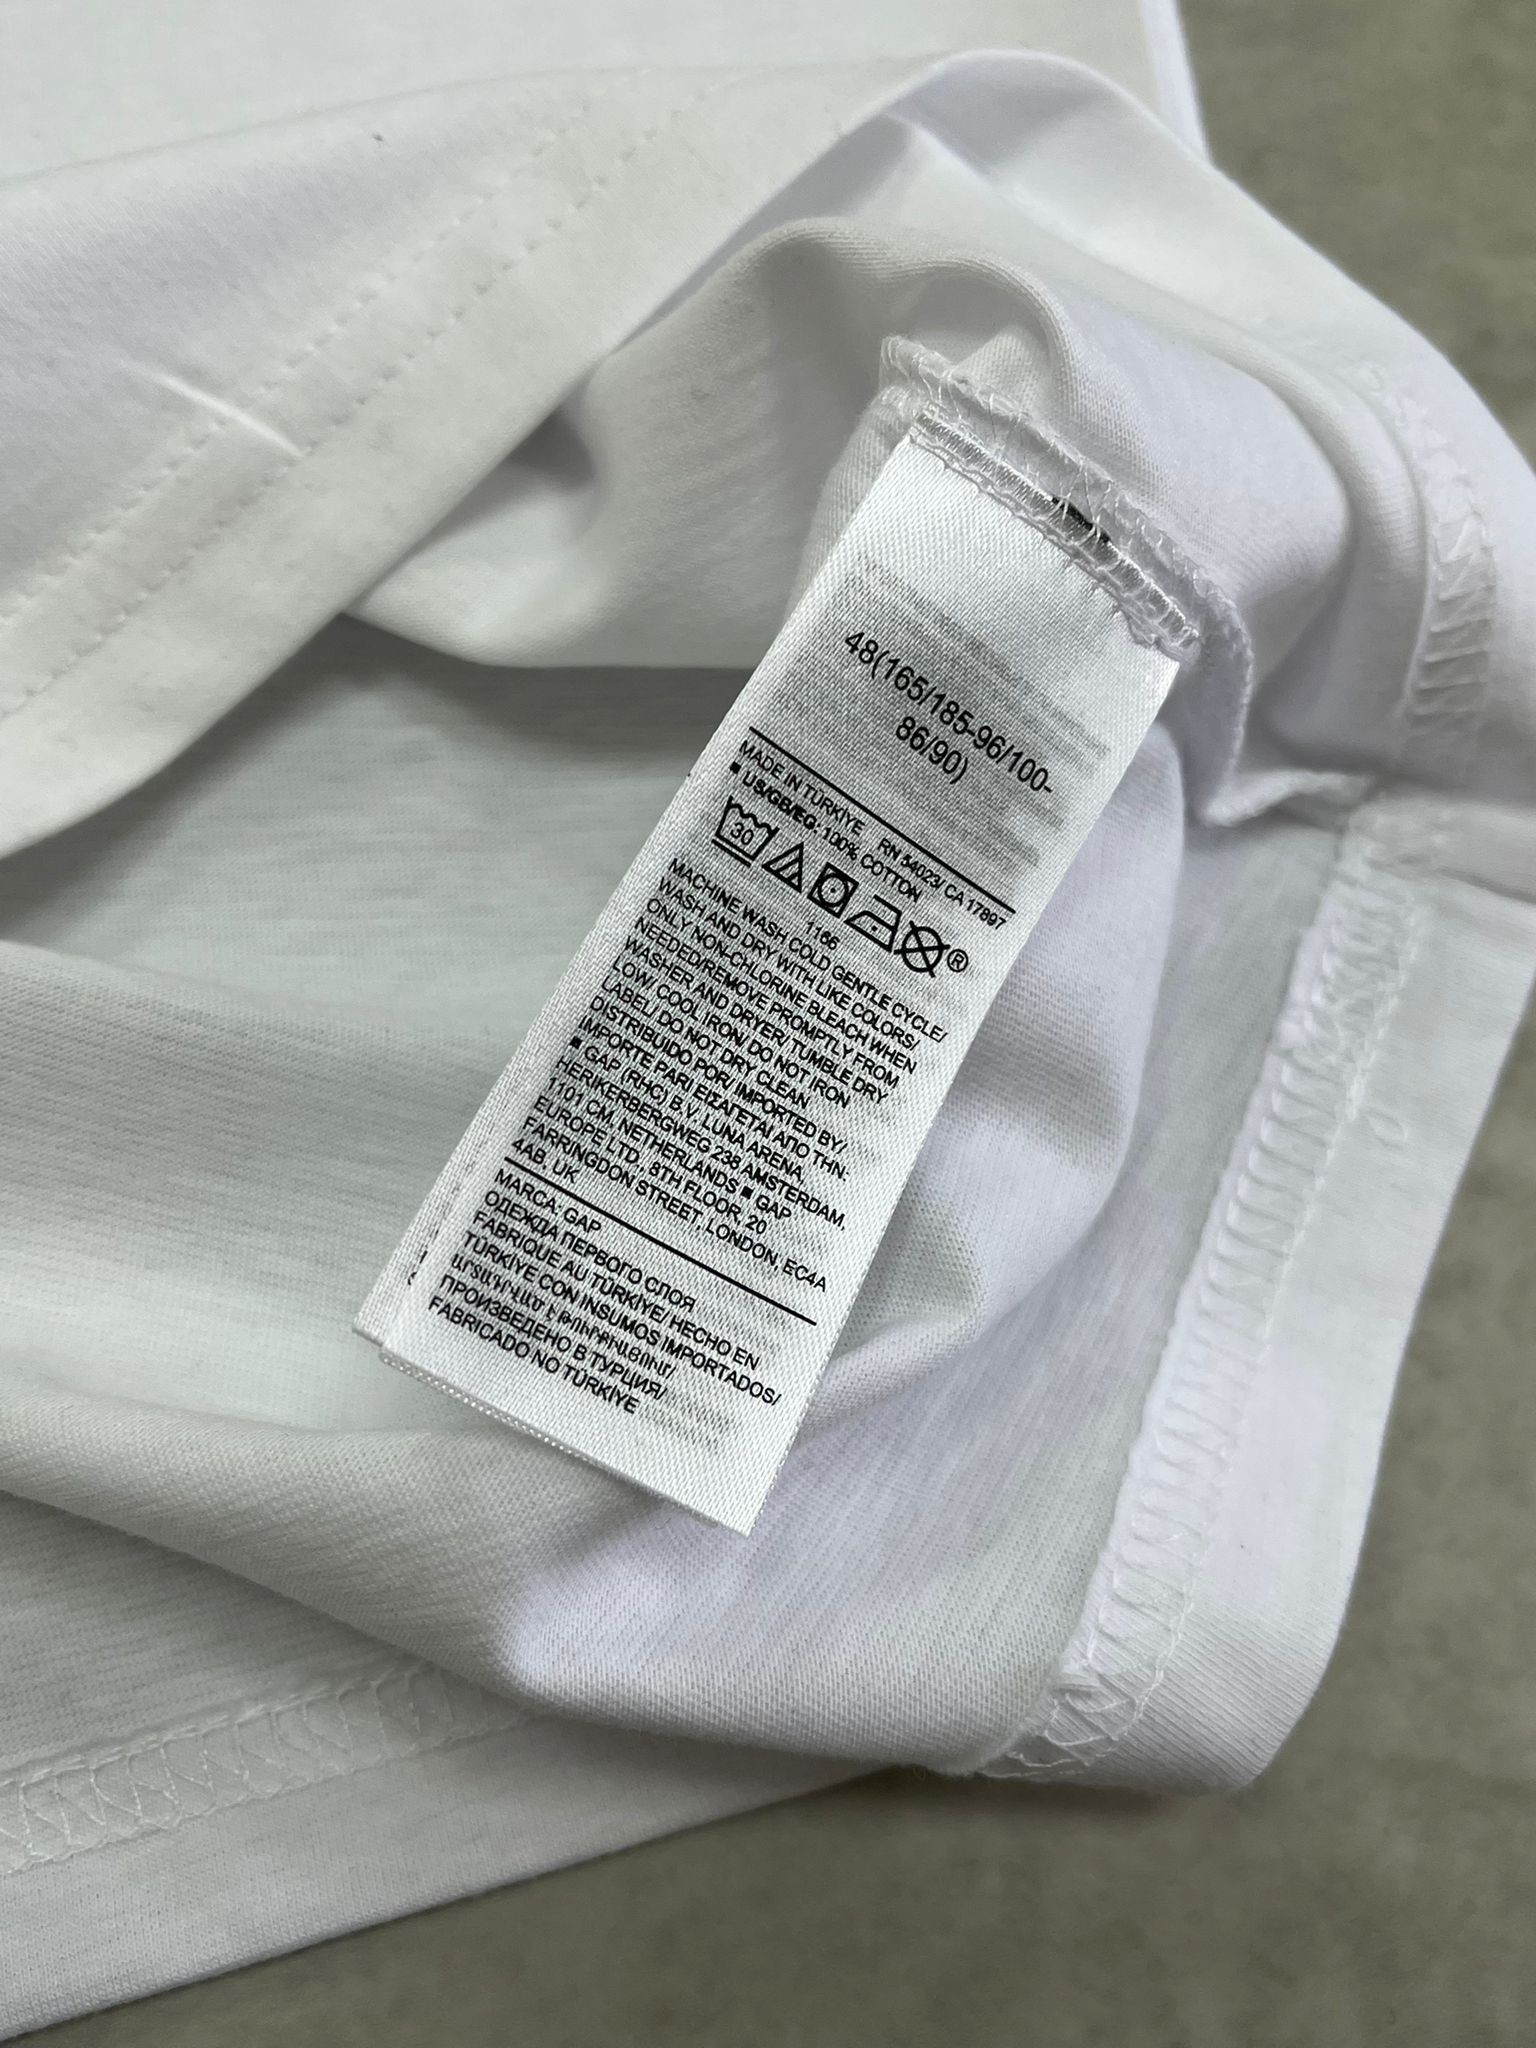 48(165/185-96/100-
86/90)
MADE IN TÜRKİYE RN 54023/ CA 17897
■ US/GB/EG: 100% COTTON
30
®
1166
MACHINE WASH COLD GENTLE CYCLE/
WASH AND DRY WITH LIKE COLORS/
ONLY NON-CHLORINE BLEACH WHEN
NEEDED/REMOVE PROMPTLY FROM
WASHER AND DRYER/ TUMBLE DRY
LOW/ COOL IRON/ DO NOT IRON
LABEL/ DO NOT DRY CLEAN
DISTRIBUIDO POR/ IMPORTED BY/
IMPORTE PAR/ ΕΙΣΑΓΕΤΑΙ ΑΠΟ ΤΗΝ:
■ GAP (RHC) B.V. LUNA ARENA,
HERIKERBERGWEG 238 AMSTERDAM,
1101 CM, NETHERLANDS ■ GAP
EUROPE LTD., 8TH FLOOR, 20
FARRINGDON STREET, LONDON, EC4A
4AB, UK
MARCA: GAP
ОДЕЖДА ПЕРВОГО СЛОЯ
FABRIQUE AU TÜRKİYE/ HECHO EN
TÜRKİYE CON INSUMOS IMPORTADOS/
ԱՐՏԱԴՐՎԱԾ Է ԹՈՒՐՔԻԱՅՈՒՄ/
ПРОИЗВЕДЕНО В ТУРЦИЯ/
FABRICADO NO TÜRKİYE